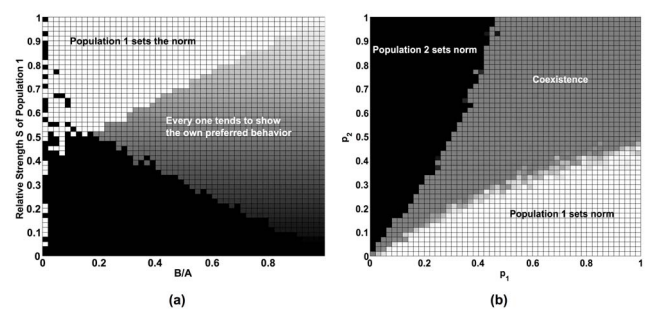 Relative Strength S of Population 1
1
0.9
0.8
0.7
0.6
0.5
0.4
0.3
0.2
0.1
0
Population 1 sets the norm
Every one tends to show
the own preferred behavior
0 0.2 0.4 0.6 0.8
B/A
(a)
p2
1
0.9
0.8
0.7
0.6
0.5
0.4
0.3
0.2
0.1
0
Population 2 sets norm
Coexistence
Population 1 sets norm
0 0.2 0.4 0.6 0.8 1
p1
(b)